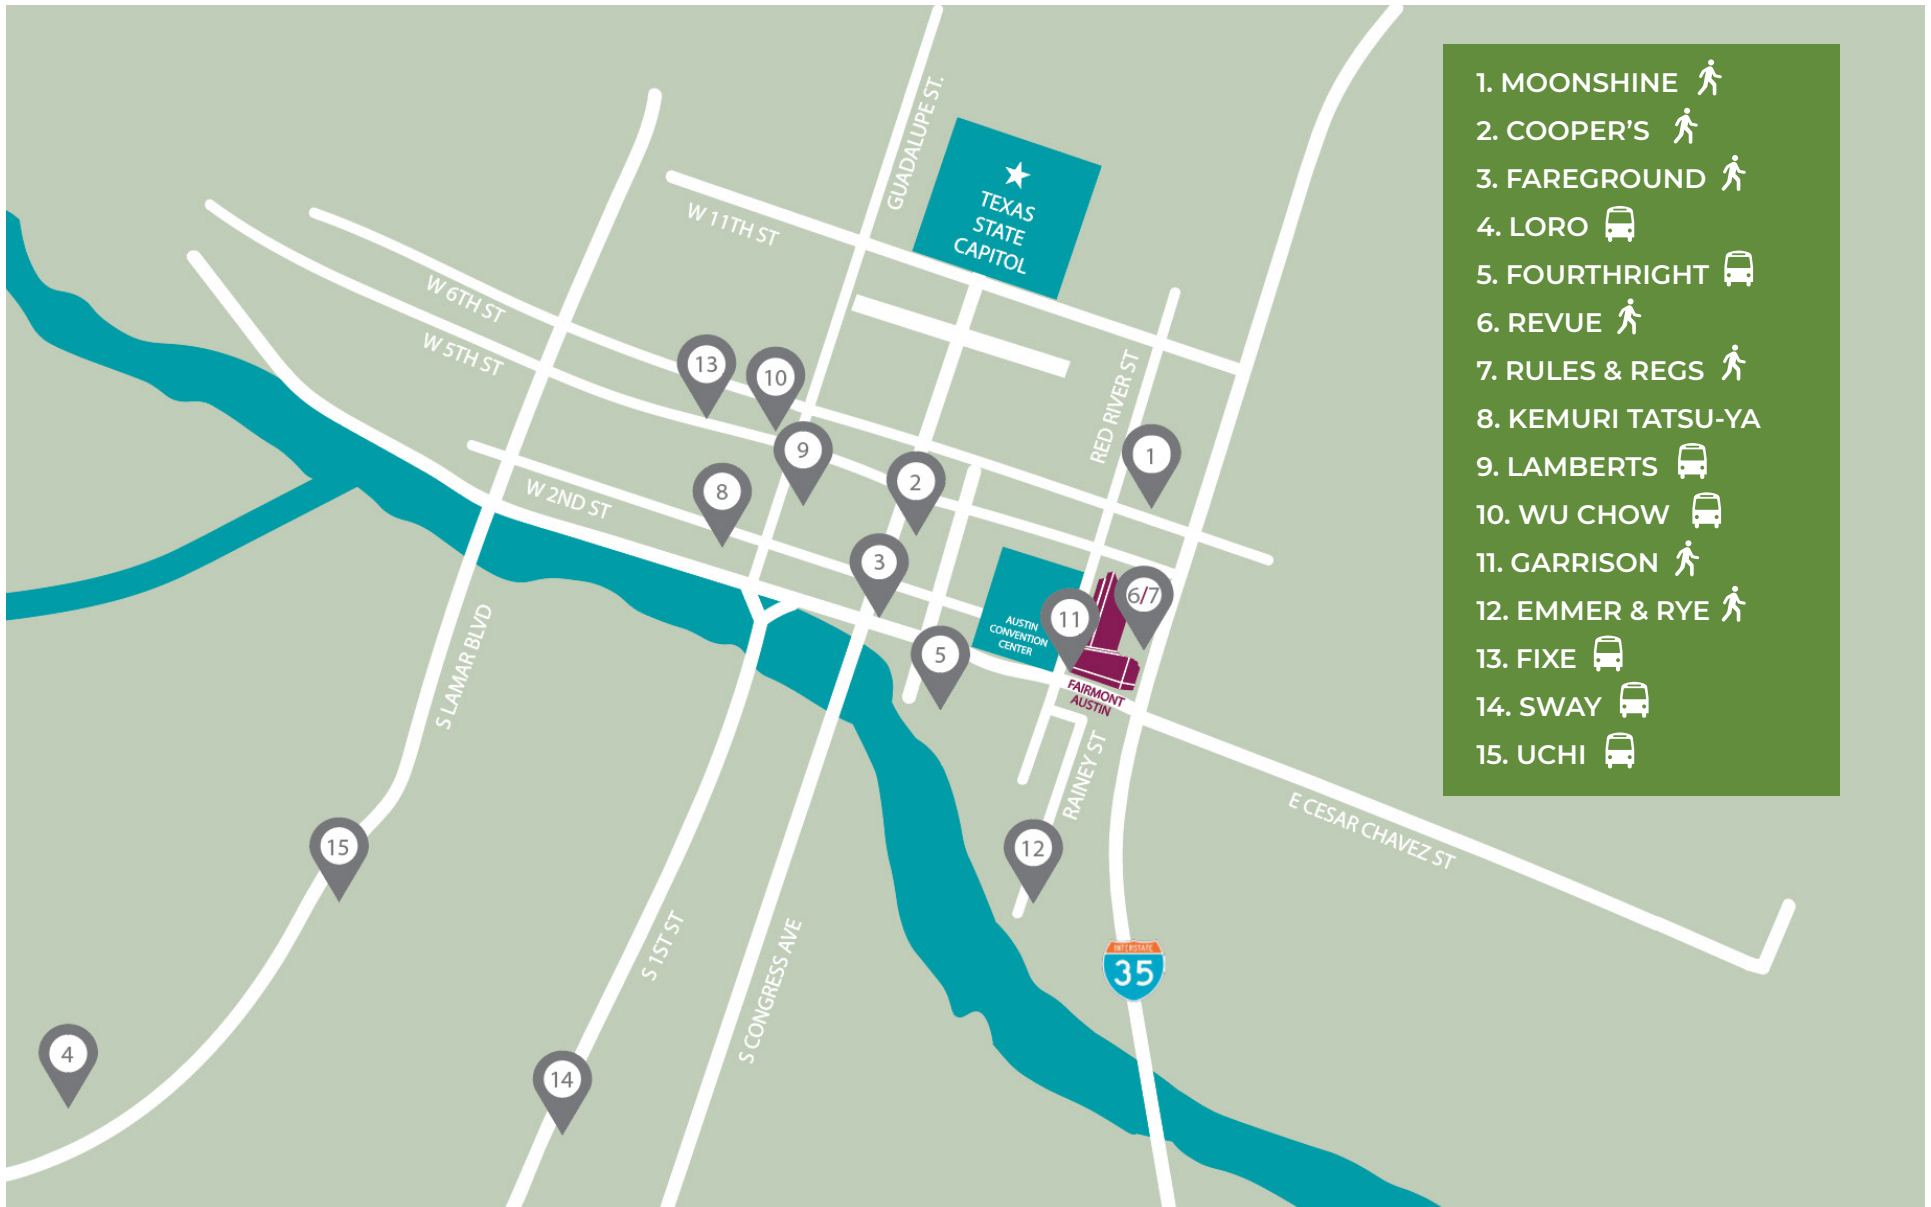 GUADALUPE ST.
W 11TH ST
TEXAS
STATE
CAPITOL
W 6TH ST
W 5TH ST
W 2ND ST
RED RIVER ST
13
10
9
1
2
8
3
6/7
11
5
AUSTIN
CONVENTION
CENTER
FAIRMONT
AUSTIN
S LAMAR BLVD
RAINEY ST
E CESAR CHAVEZ ST
15
12
S 1ST ST
S CONGRESS AVE
INTERSTATE
35
4
14
1. MOONSHINE
2. COOPER’S
3. FAREGROUND
4. LORO
5. FOURTHRIGHT
6. REVUE
7. RULES & REGS
8. KEMURI TATSU-YA
9. LAMBERTS
10. WU CHOW
11. GARRISON
12. EMMER & RYE
13. FIXE
14. SWAY
15. UCHI